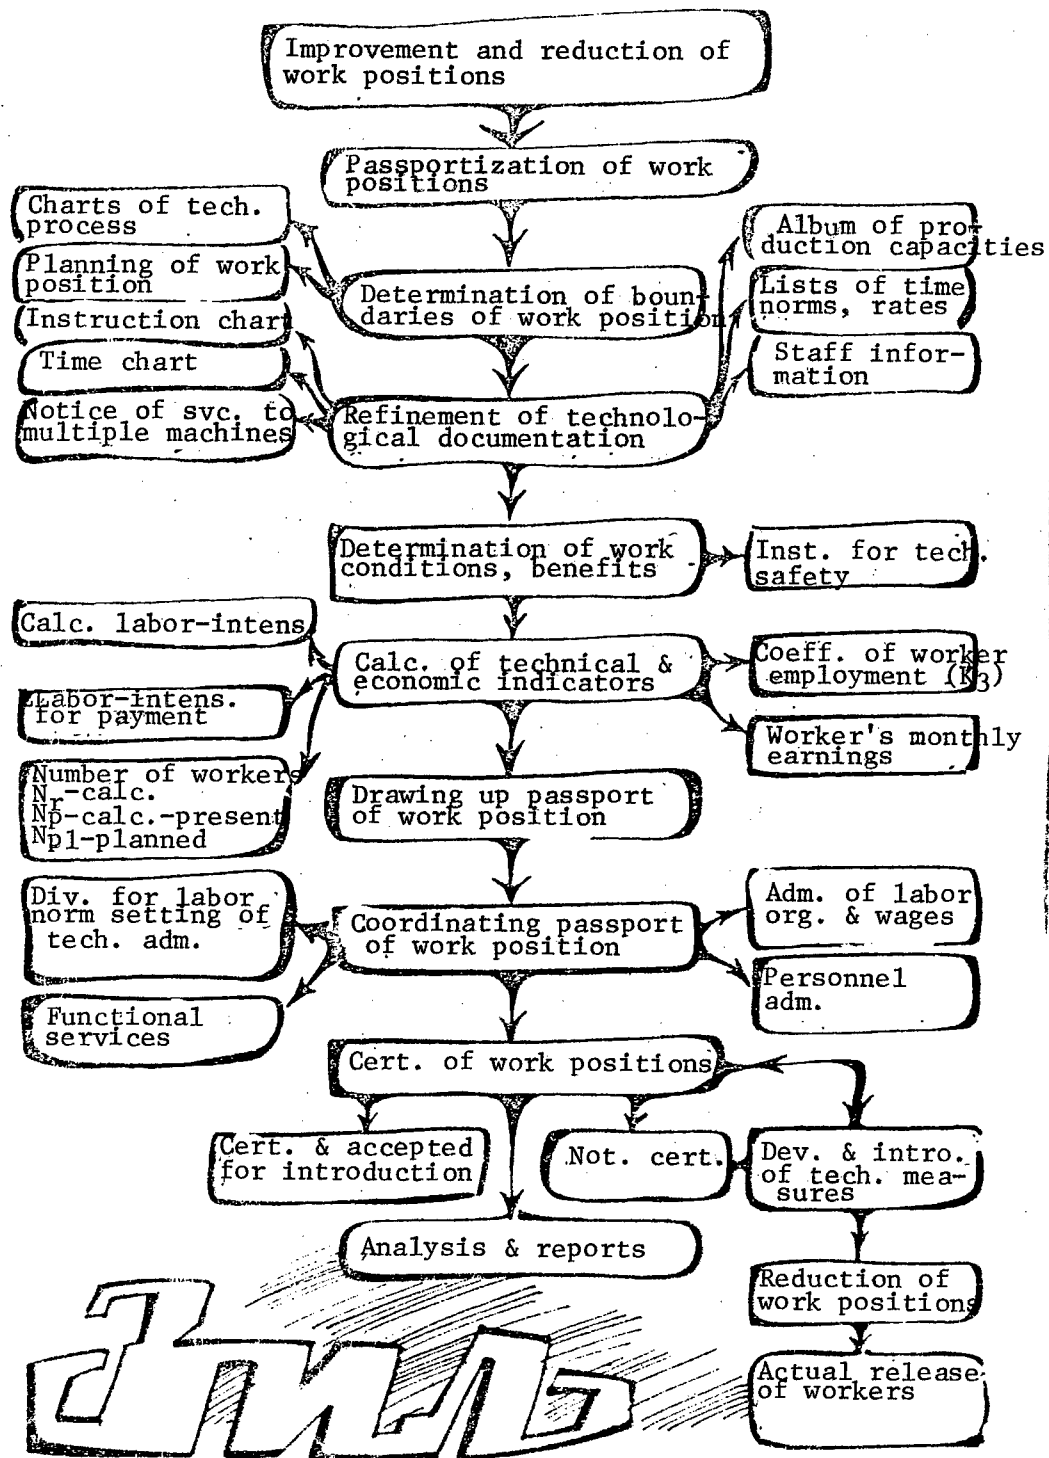 Improvement and reduction of
work positions
Passportization of work
positions
Charts of tech.
process
Planning of work
position
Instruction chart
Time chart
Notice of svc. to
multiple machines
Determination of boun-
daries of work position
Album of pro-
duction capacities
Lists of time
norms, rates
Staff infor-
mation
Refinement of technolo-
gical documentation
Determination of work
conditions, benefits
Inst. for tech.
safety
Calc. labor-intens.
Labor-intens.
for payment
Number of workers
Nr-calc.
Np-calc.-present
Npl-planned
Calc. of technical &
economic indicators
Coeff. of worker
employment (K3)
Worker's monthly
earnings
Drawing up passport
of work position
Div. for labor
norm setting of
tech. adm.
Functional
services
Coordinating passport
of work position
Adm. of labor
org. & wages
Personnel
adm.
Cert. of work positions
Cert. & accepted
for introduction
Not. cert.
Dev. & intro.
of tech. mea-
sures
Analysis & reports
Reduction of
work positions
Actual release
of workers
ЗИЛ